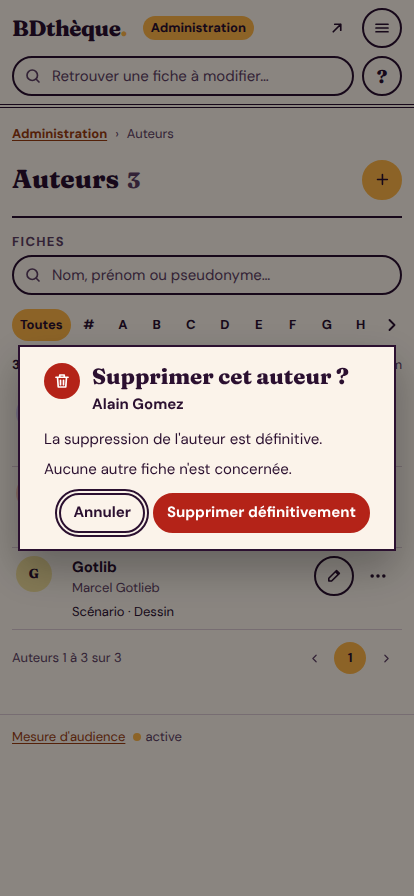 BDthèque.
Administration
Retrouver une fiche à modifier...
?
Administration › Auteurs
Auteurs 3
FICHES
Nom, prénom ou pseudonyme...
Toutes # A B C D E F G H
Supprimer cet auteur ?
Alain Gomez
La suppression de l'auteur est définitive.
Aucune autre fiche n'est concernée.
Annuler
Supprimer définitivement
G
Gotlib
Marcel Gotlieb
Scénario · Dessin
Auteurs 1 à 3 sur 3
‹ 1 ›
Mesure d'audience
active